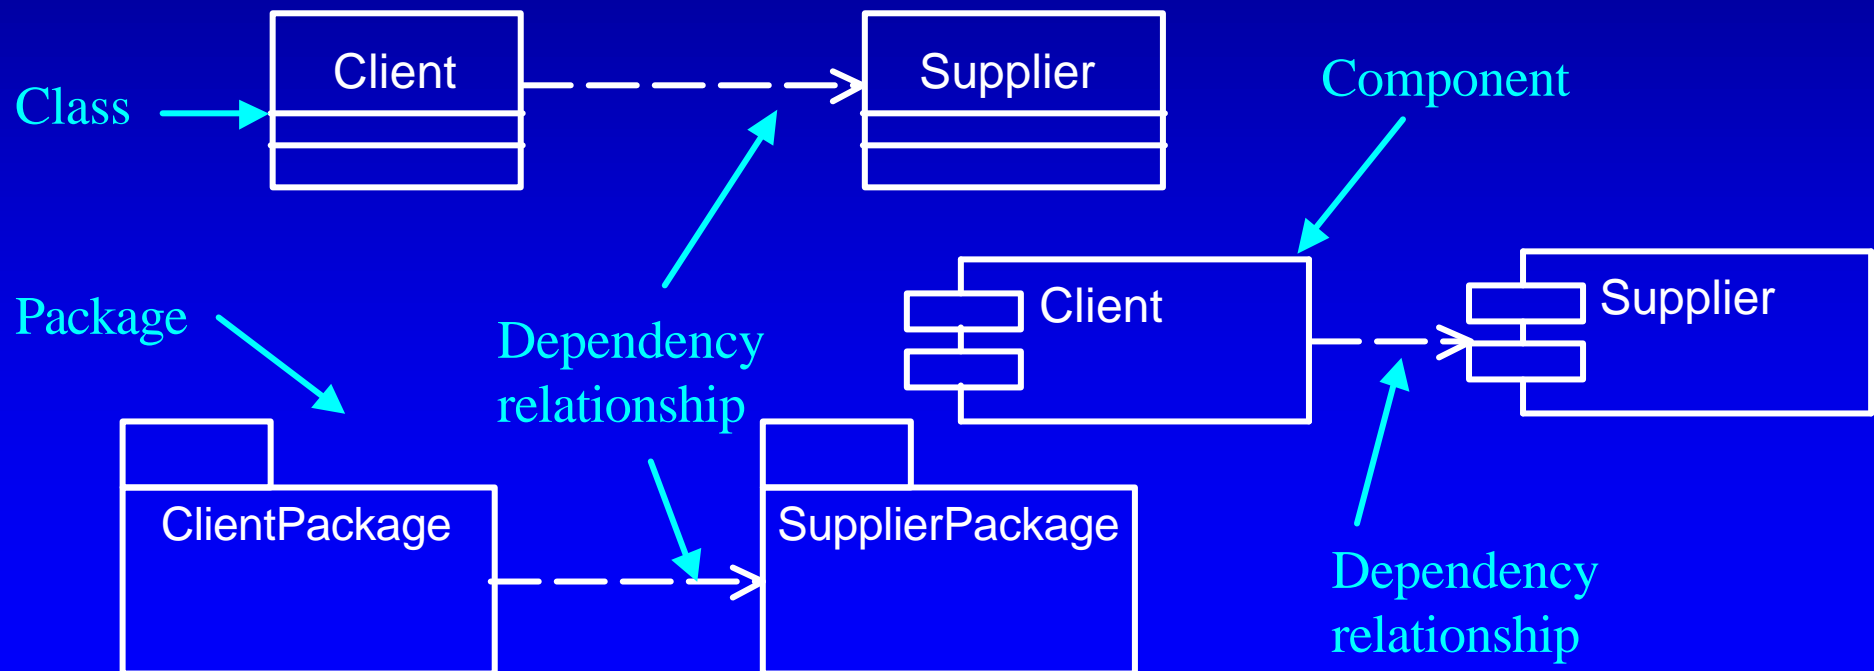 Client
Supplier
Component
Class
Client
Supplier
Package
Dependency
relationship
ClientPackage
SupplierPackage
Dependency
relationship